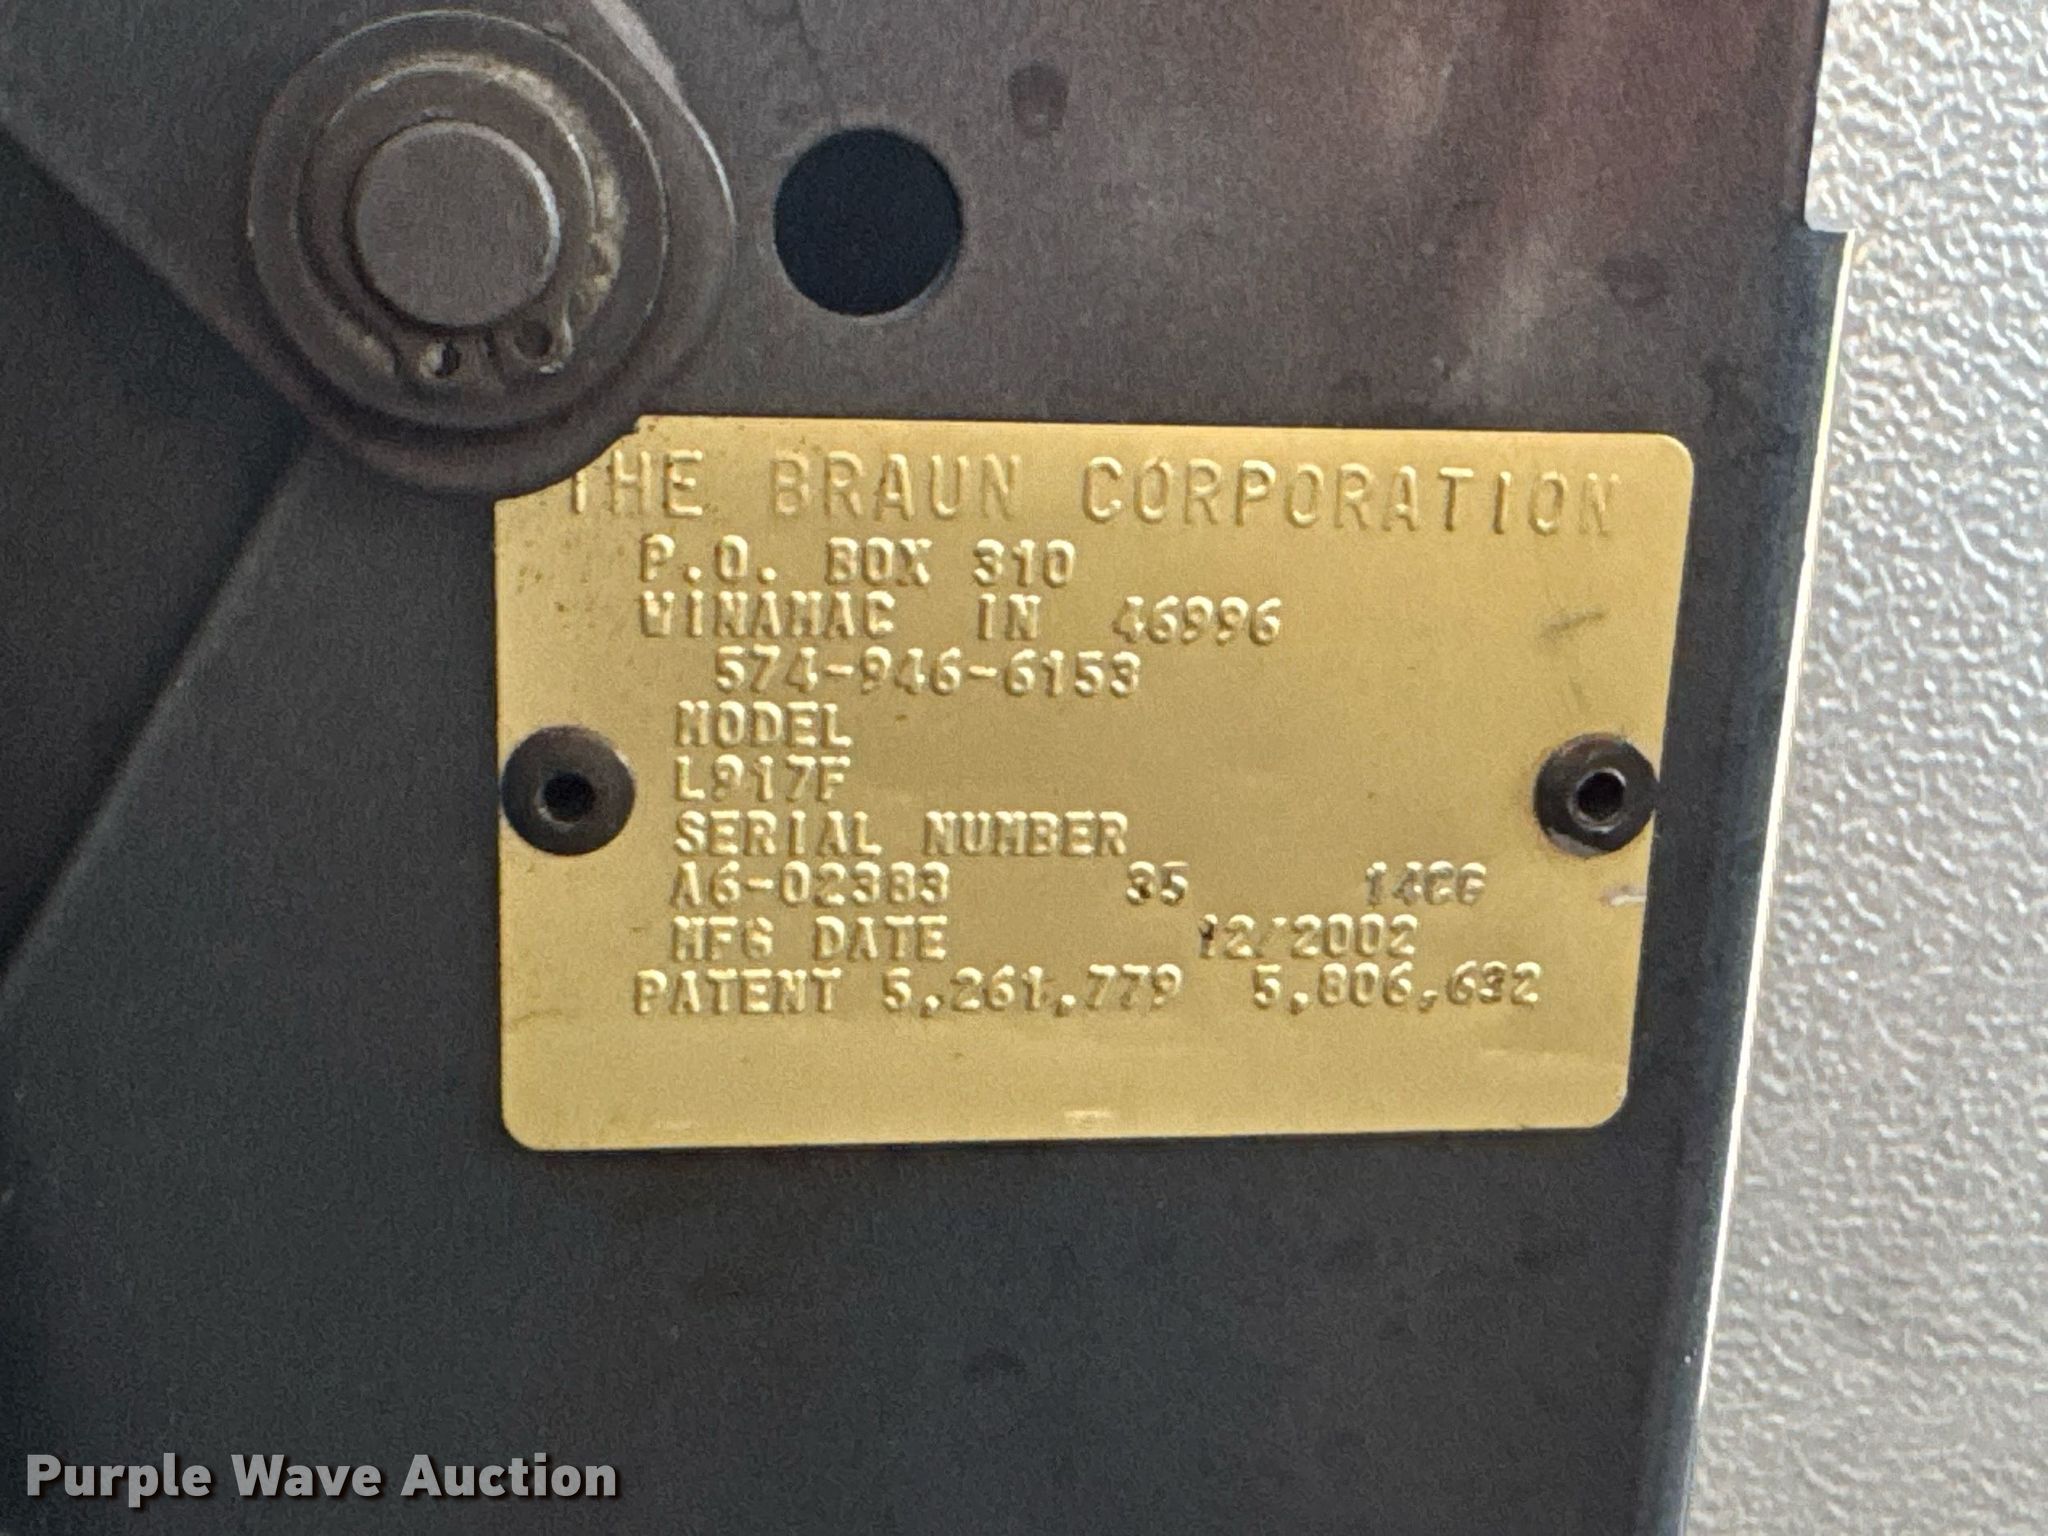 THE BRAUN CORPORATION
P.O. BOX 310
WINAMAC IN 46996
574-946-6153
MODEL
L917F
SERIAL NUMBER
A6-02383 35 14CG
MFG DATE 12/2002
PATENT 5,261,779 5,806,632
Purple Wave Auction